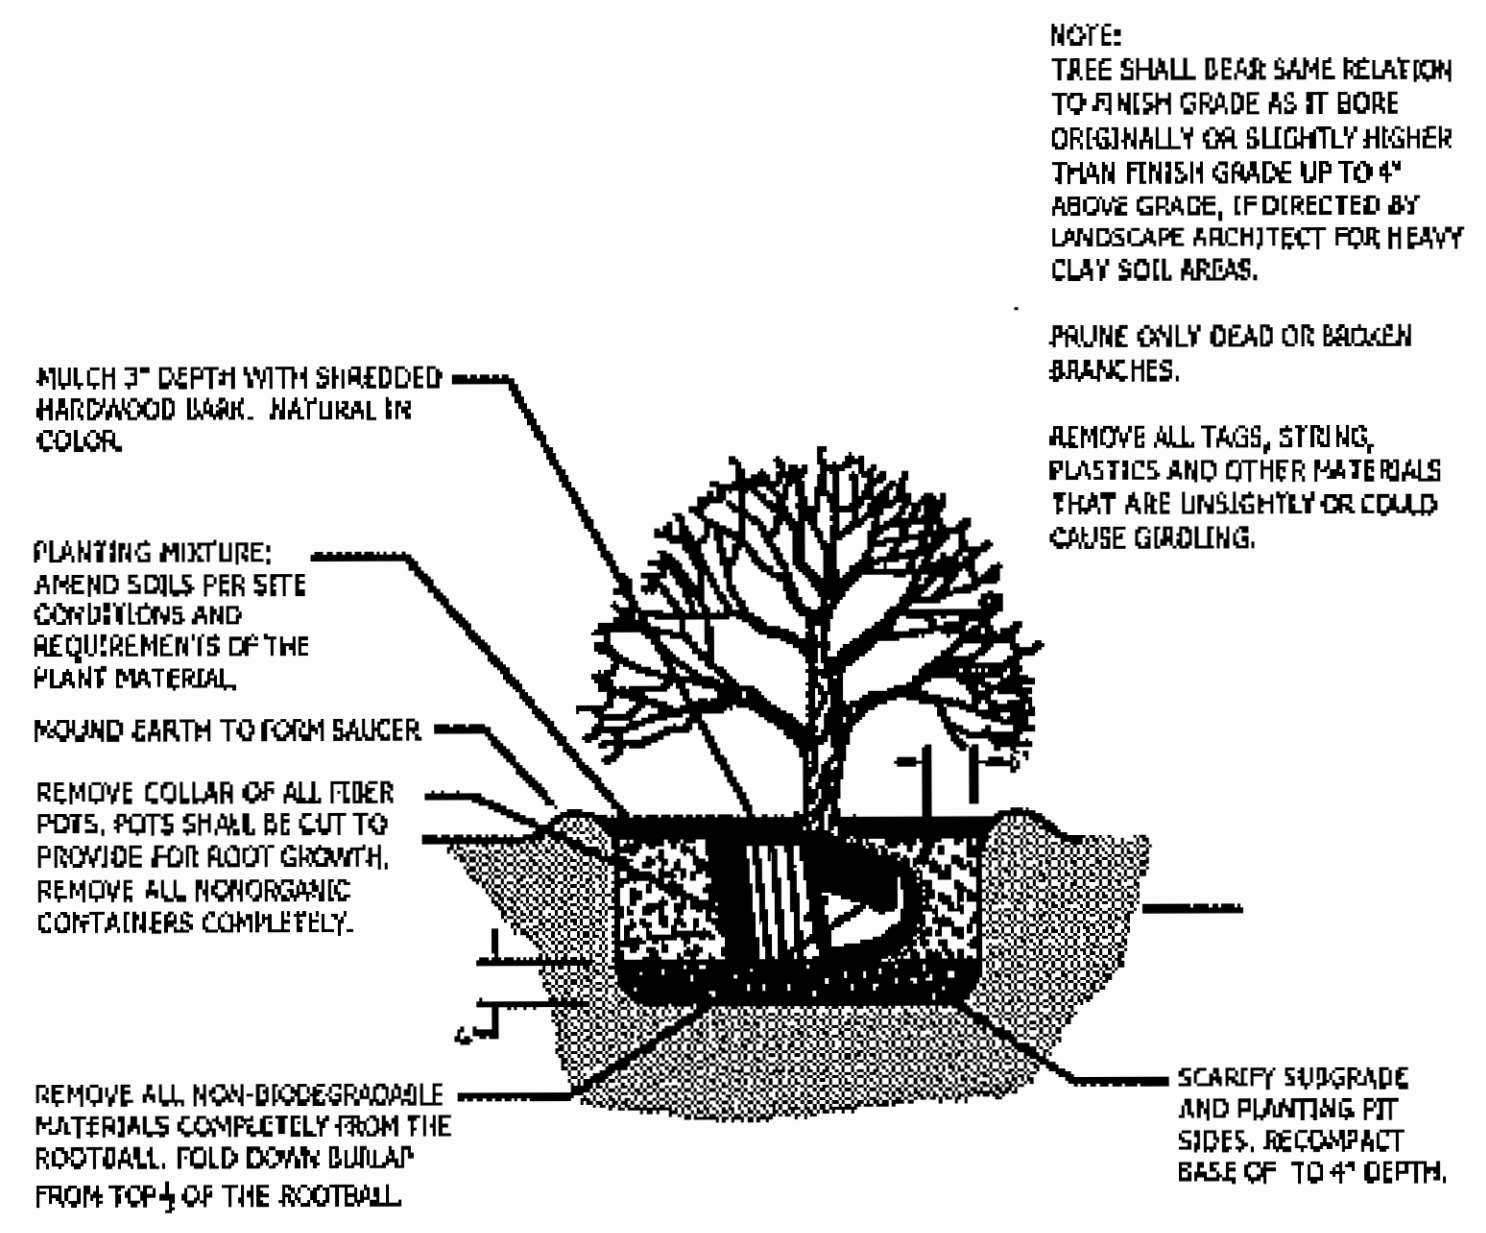 NOTE:
TREE SHALL BEAR SAME RELATION
TO FINISH GRADE AS IT BORE
ORIGINALLY OR SLIGHTLY HIGHER
THAN FINISH GRADE UP TO 4"
ABOVE GRADE, IF DIRECTED BY
LANDSCAPE ARCHITECT FOR HEAVY
CLAY SOIL AREAS.
PRUNE ONLY DEAD OR BROKEN
BRANCHES.
REMOVE ALL TAGS, STRING,
PLASTICS AND OTHER MATERIALS
THAT ARE UNSIGHTLY OR COULD
CAUSE GIRDLING.
MULCH 3" DEPTH WITH SHREDDED
HARDWOOD BARK. NATURAL IN
COLOR.
PLANTING MIXTURE:
AMEND SOILS PER SITE
CONDITIONS AND
REQUIREMENTS OF THE
PLANT MATERIAL.
MOUND EARTH TO FORM SAUCER
REMOVE COLLAR OF ALL FIBER
POTS. POTS SHALL BE CUT TO
PROVIDE FOR ROOT GROWTH.
REMOVE ALL NONORGANIC
CONTAINERS COMPLETELY.
6"
6"
REMOVE ALL NON-BIODEGRADABLE
MATERIALS COMPLETELY FROM THE
ROOTBALL. FOLD DOWN BURLAP
FROM TOP ⅓ OF THE ROOTBALL.
SCARIFY SUBGRADE
AND PLANTING PIT
SIDES. RECOMPACT
BASE OF TO 4" DEPTH.